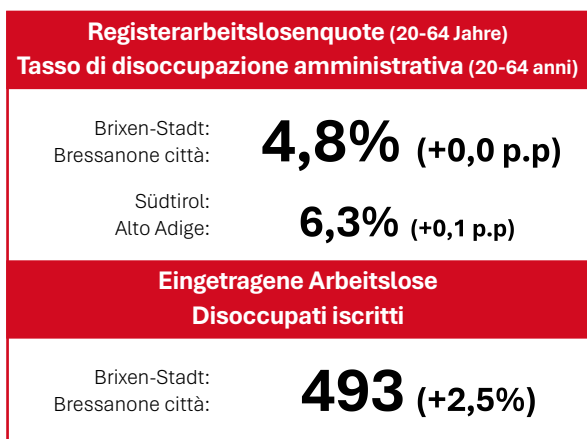 Registerarbeitslosenquote (20-64 Jahre)
Tasso di disoccupazione amministrativa (20-64 anni)
Brixen-Stadt:
Bressanone città:
4,8% (+0,0 p.p)
Südtirol:
Alto Adige:
6,3% (+0,1 p.p)
Eingetragene Arbeitslose
Disoccupati iscritti
Brixen-Stadt:
Bressanone città:
493 (+2,5%)